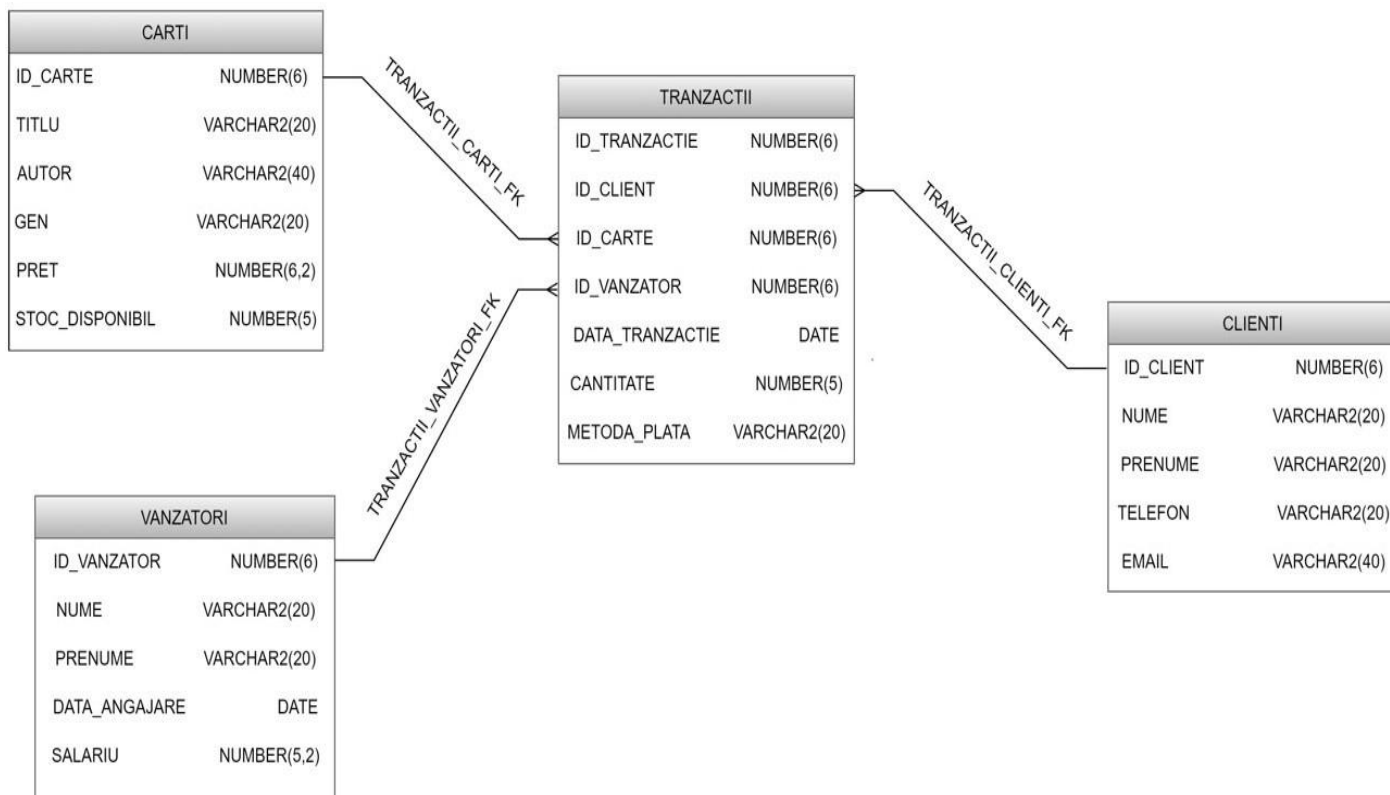 CARTI
ID_CARTE NUMBER(6)
TITLU VARCHAR2(20)
AUTOR VARCHAR2(40)
GEN VARCHAR2(20)
PRET NUMBER(6,2)
STOC_DISPONIBIL NUMBER(5)
TRANZACTII_CARTI_FK
TRANZACTII
ID_TRANZACTIE NUMBER(6)
ID_CLIENT NUMBER(6)
ID_CARTE NUMBER(6)
ID_VANZATOR NUMBER(6)
DATA_TRANZACTIE DATE
CANTITATE NUMBER(5)
METODA_PLATA VARCHAR2(20)
TRANZACTII_CLIENTI_FK
CLIENTI
ID_CLIENT NUMBER(6)
NUME VARCHAR2(20)
PRENUME VARCHAR2(20)
TELEFON VARCHAR2(20)
EMAIL VARCHAR2(40)
TRANZACTII_VANZATORI_FK
VANZATORI
ID_VANZATOR NUMBER(6)
NUME VARCHAR2(20)
PRENUME VARCHAR2(20)
DATA_ANGAJARE DATE
SALARIU NUMBER(5,2)